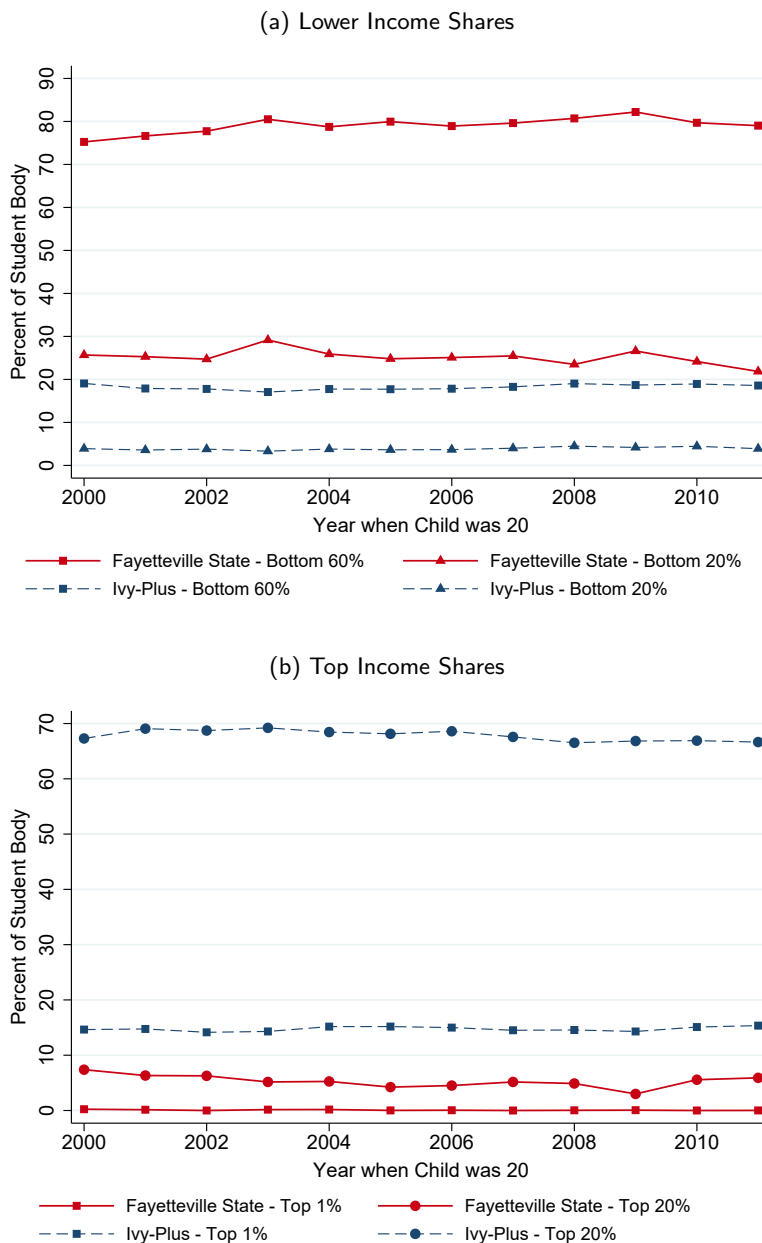 (a) Lower Income Shares
90
80
70
60
50
40
30
20
10
0
Percent of Student Body
2000 2002 2004 2006 2008 2010
Year when Child was 20
Fayetteville State - Bottom 60% Fayetteville State - Bottom 20%
Ivy-Plus - Bottom 60% Ivy-Plus - Bottom 20%
(b) Top Income Shares
70
60
50
40
30
20
10
0
Percent of Student Body
2000 2002 2004 2006 2008 2010
Year when Child was 20
Fayetteville State - Top 1% Fayetteville State - Top 20%
Ivy-Plus - Top 1% Ivy-Plus - Top 20%